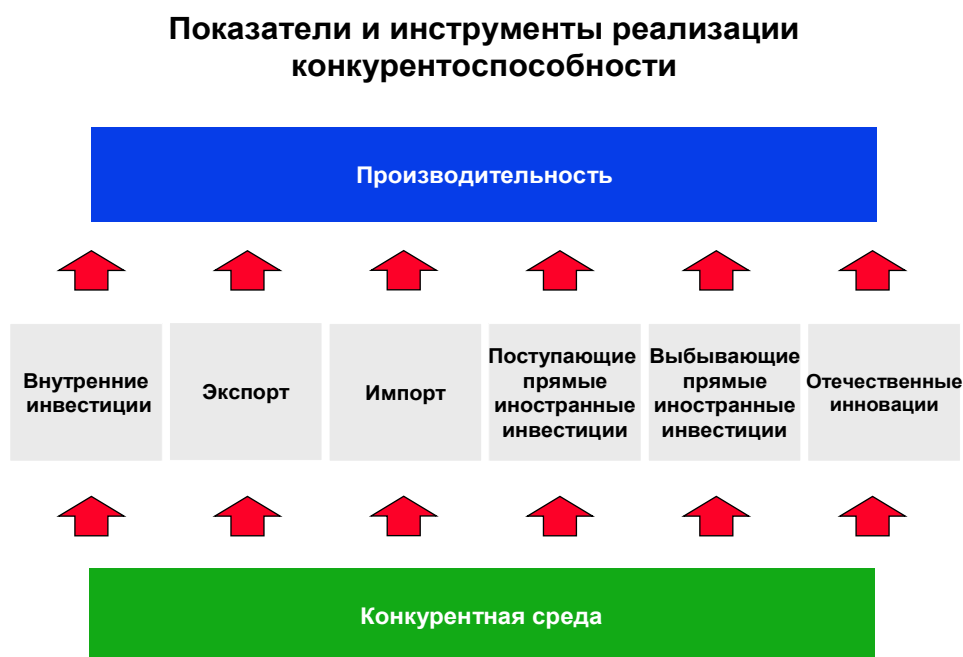 Показатели и инструменты реализации
конкурентоспособности
Производительность
Внутренние
инвестиции
Экспорт
Импорт
Поступающие
прямые
иностранные
инвестиции
Выбывающие
прямые
иностранные
инвестиции
Отечественные
инновации
Конкурентная среда